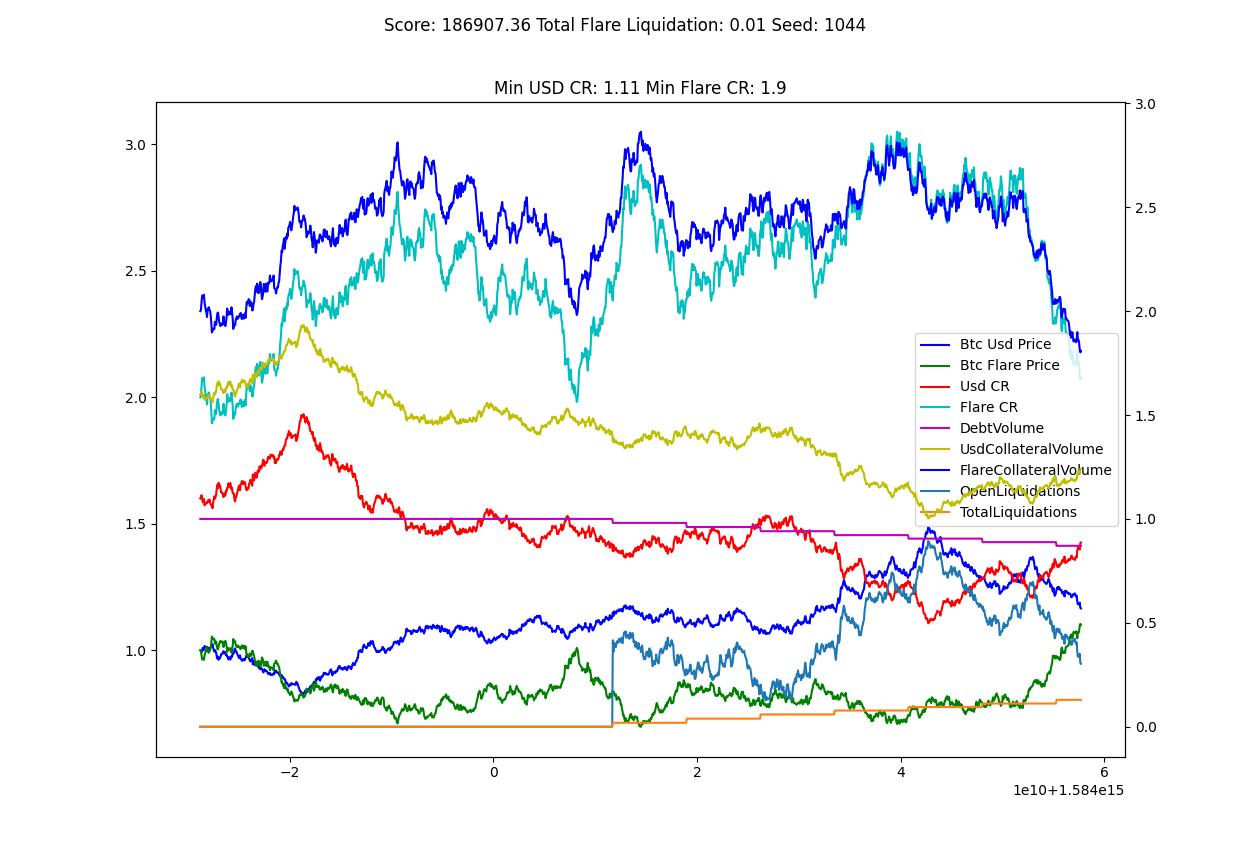 Score: 186907.36 Total Flare Liquidation: 0.01 Seed: 1044
Min USD CR: 1.11 Min Flare CR: 1.9
3.0
2.5
2.0
1.5
1.0
3.0
2.5
2.0
1.5
1.0
0.5
0.0
Btc Usd Price
Btc Flare Price
Usd CR
Flare CR
DebtVolume
UsdCollateralVolume
FlareCollateralVolume
OpenLiquidations
TotalLiquidations
−2 0 2 4 6
1e10+1.584e15